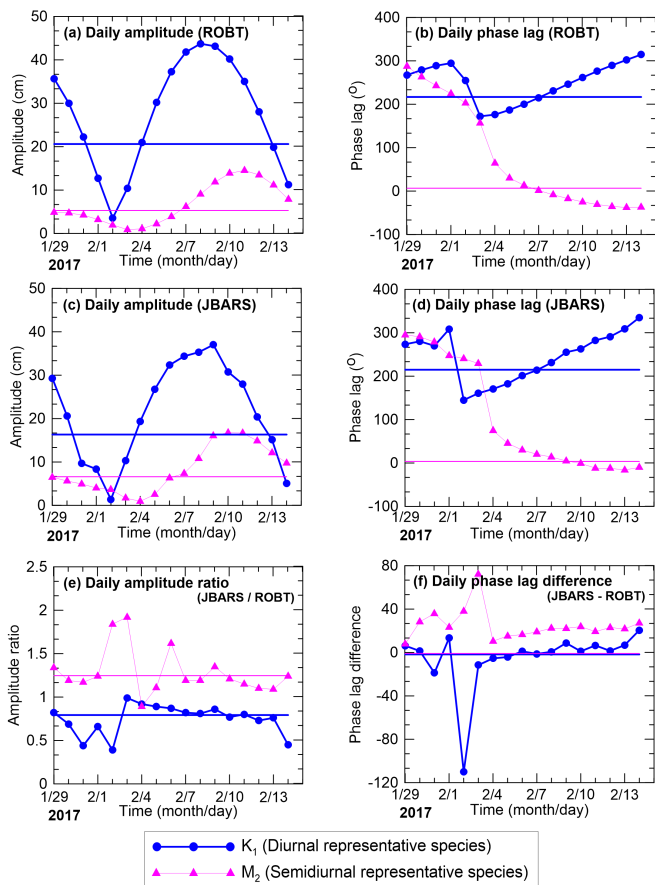 (a) Daily amplitude (ROBT)
Amplitude (cm)
50
40
30
20
10
0
1/29 2/1 2/4 2/7 2/10 2/13
2017
Time (month/day)
(b) Daily phase lag (ROBT)
Phase lag (o)
400
300
200
100
0
-100
1/29 2/1 2/4 2/7 2/10 2/13
2017
Time (month/day)
(c) Daily amplitude (JBARS)
Amplitude (cm)
50
40
30
20
10
0
1/29 2/1 2/4 2/7 2/10 2/13
2017
Time (month/day)
(d) Daily phase lag (JBARS)
Phase lag (o)
400
300
200
100
0
-100
1/29 2/1 2/4 2/7 2/10 2/13
2017
Time (month/day)
(e) Daily amplitude ratio
(JBARS / ROBT)
Amplitude ratio
2.5
2
1.5
1
0.5
0
1/29 2/1 2/4 2/7 2/10 2/13
2017
Time (month/day)
(f) Daily phase lag difference
(JBARS - ROBT)
Phase lag difference
80
40
0
-40
-80
-120
1/29 2/1 2/4 2/7 2/10 2/13
2017
Time (month/day)
K1 (Diurnal representative species)
M2 (Semidiurnal representative species)